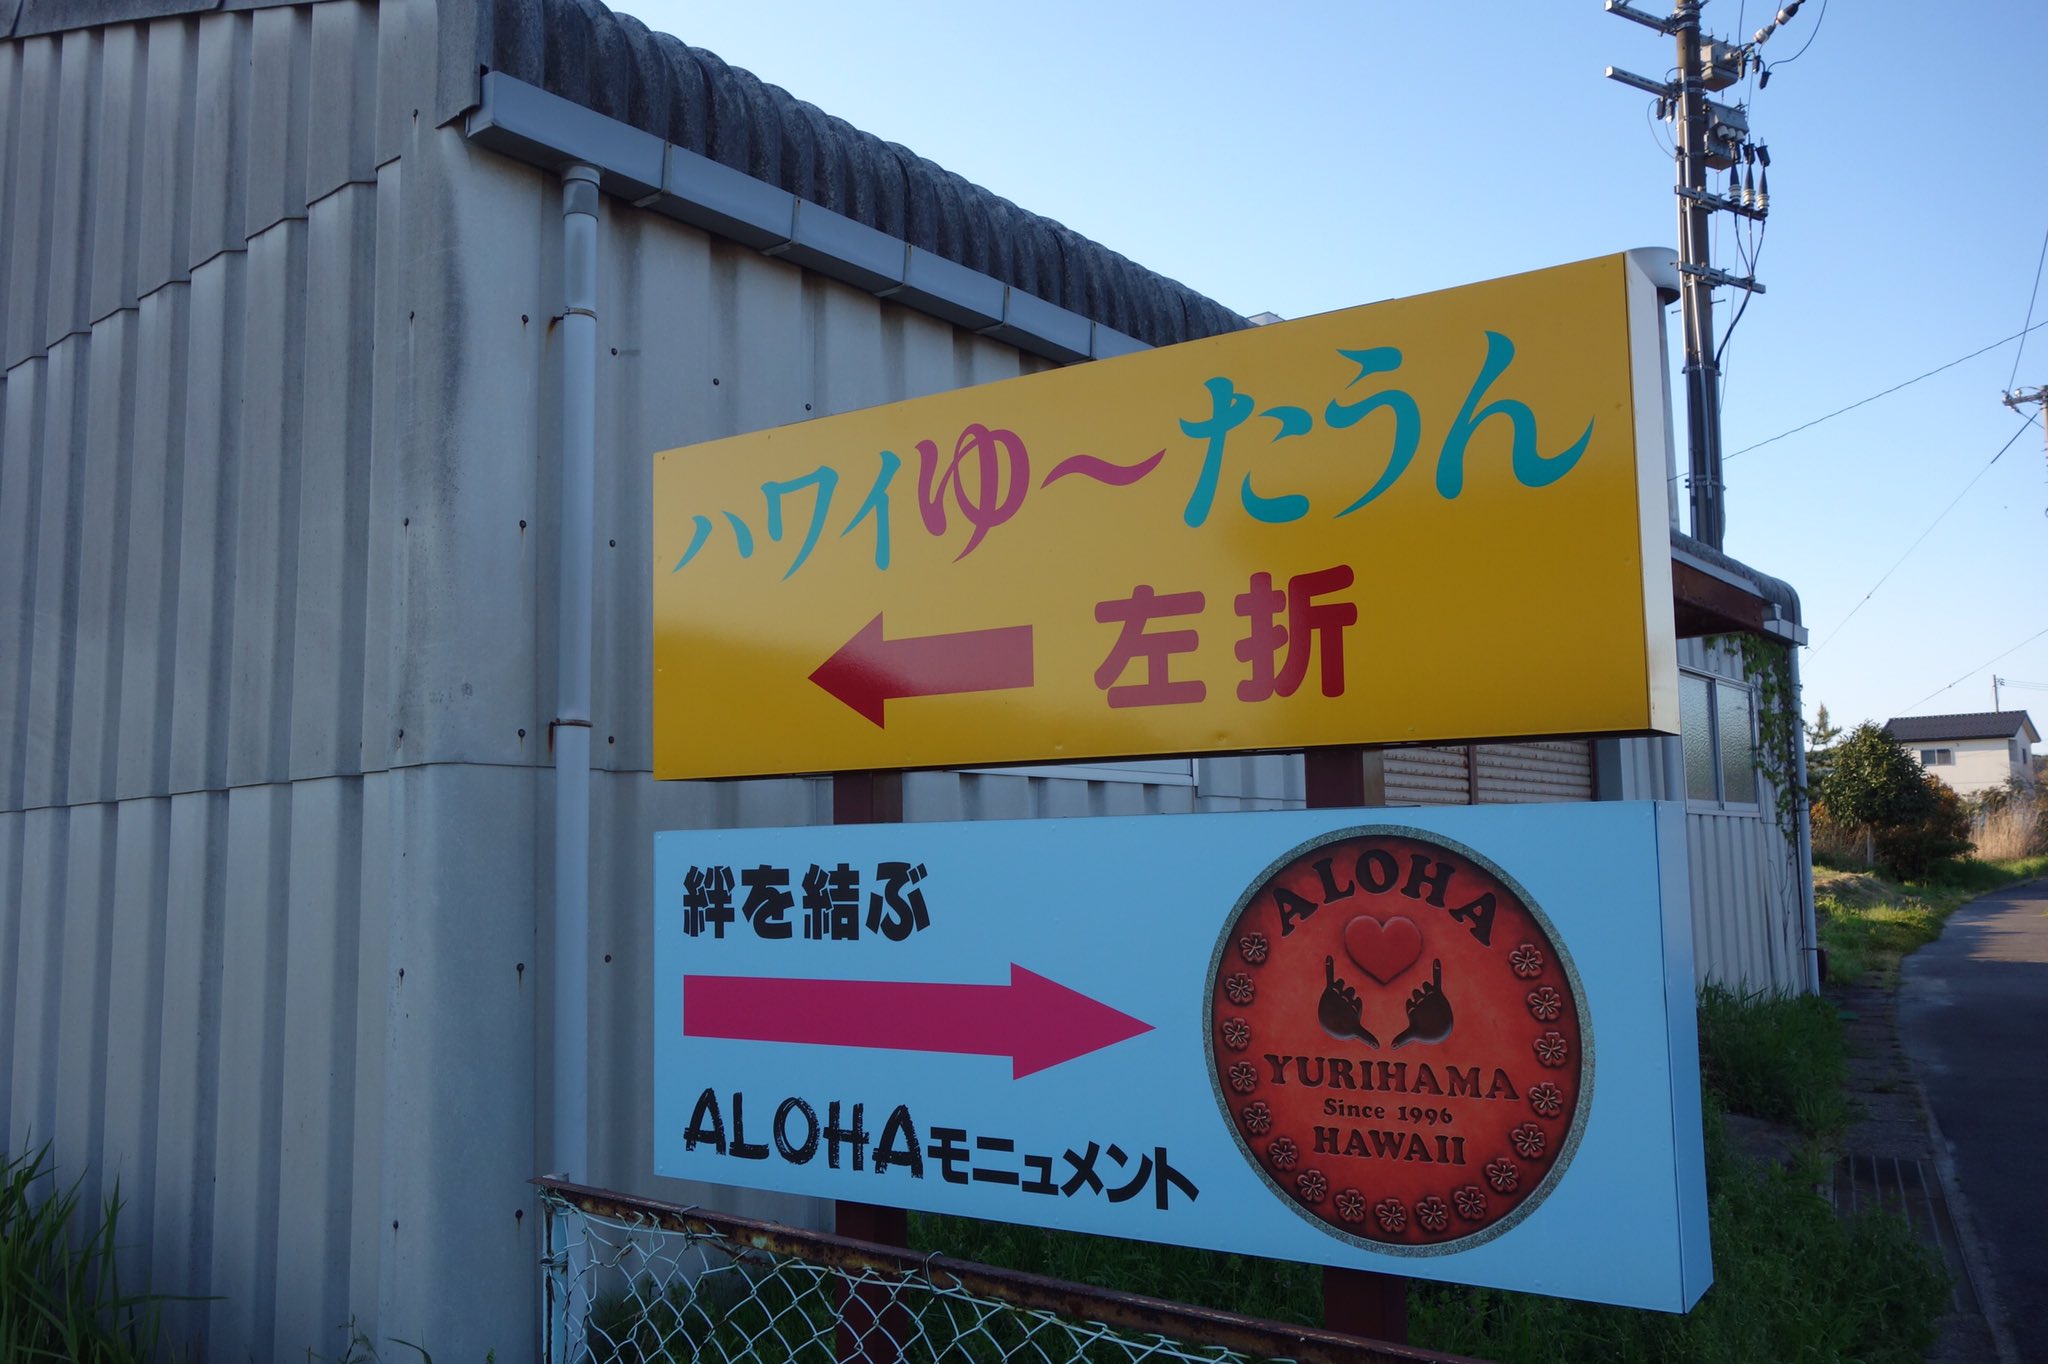 ハワイゆ〜たうん
左折
絆を結ぶ
ALOHAモニュメント
ALOHA
YURIHAMA
Since 1996
HAWAII